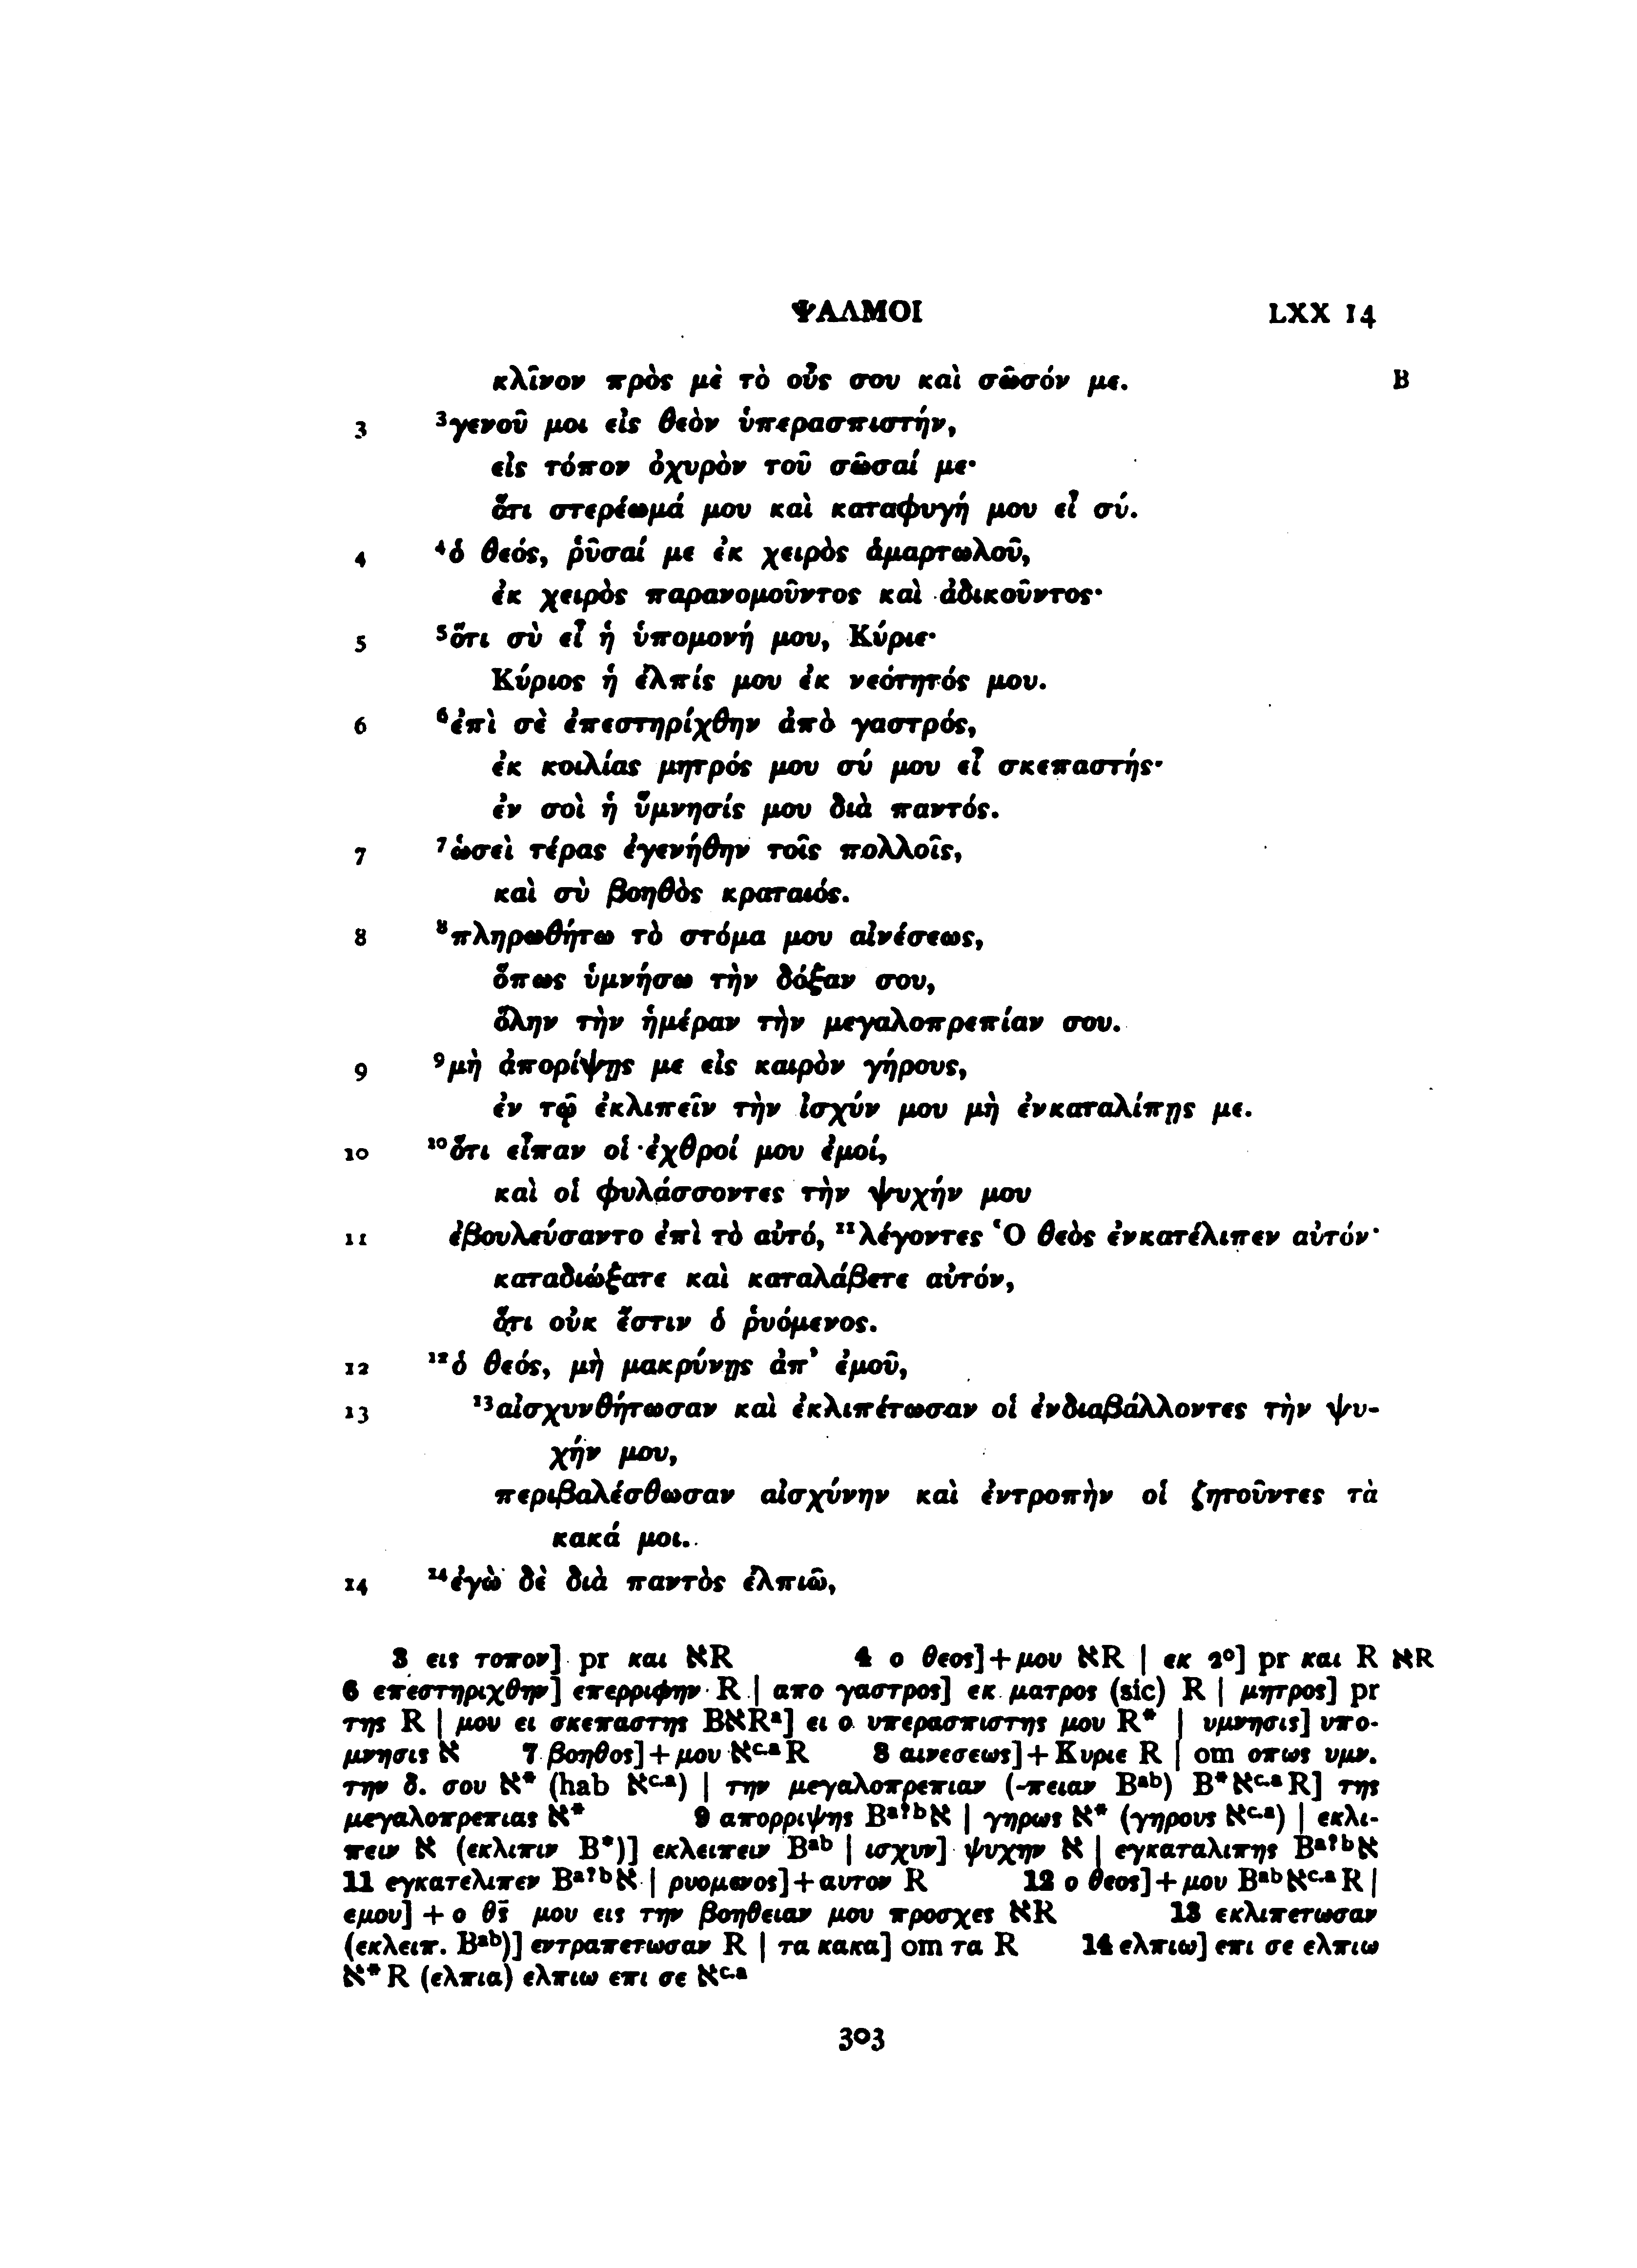 ΨΑΛΜΟΙ LXX 14
κλῖνον πρὸς μὲ τὸ οὖς σου καὶ σῶσόν με. B
3 ³γενοῦ μοι εἰς θεὸν ὑπερασπιστήν,
εἰς τόπον ὀχυρὸν τοῦ σῶσαί με·
ὅτι στερέωμά μου καὶ καταφυγή μου εἶ σύ.
4 ⁴ὁ θεός, ῥῦσαί με ἐκ χειρὸς ἁμαρτωλοῦ,
ἐκ χειρὸς παρανομοῦντος καὶ ἀδικοῦντος·
5 ⁵ὅτι σὺ εἶ ἡ ὑπομονή μου, Κύριε·
Κύριος ἡ ἐλπίς μου ἐκ νεότητός μου.
6 ⁶ἐπὶ σὲ ἐπεστηρίχθην ἀπὸ γαστρός,
ἐκ κοιλίας μητρός μου σύ μου εἶ σκεπαστής·
ἐν σοὶ ἡ ὕμνησίς μου διὰ παντός.
7 ⁷ὡσεὶ τέρας ἐγενήθην τοῖς πολλοῖς,
καὶ σὺ βοηθὸς κραταιός.
8 ⁸πληρωθήτω τὸ στόμα μου αἰνέσεως,
ὅπως ὑμνήσω τὴν δόξαν σου,
ὅλην τὴν ἡμέραν τὴν μεγαλοπρεπίαν σου.
9 ⁹μὴ ἀπορίψῃς με εἰς καιρὸν γήρους,
ἐν τῷ ἐκλιπεῖν τὴν ἰσχύν μου μὴ ἐνκαταλίπῃς με.
10 ¹⁰ὅτι εἶπαν οἱ ἐχθροί μου ἐμοί,
καὶ οἱ φυλάσσοντες τὴν ψυχήν μου
11 ἐβουλεύσαντο ἐπὶ τὸ αὐτό, ¹¹λέγοντες Ὁ θεὸς ἐνκατέλιπεν αὐτόν·
καταδιώξατε καὶ καταλάβετε αὐτόν,
ὅτι οὐκ ἔστιν ὁ ῥυόμενος.
12 ¹²ὁ θεός, μὴ μακρύνῃς ἀπ' ἐμοῦ,
13 ¹³αἰσχυνθήτωσαν καὶ ἐκλιπέτωσαν οἱ ἐνδιαβάλλοντες τὴν ψυ-
χήν μου,
περιβαλέσθωσαν αἰσχύνην καὶ ἐντροπὴν οἱ ζητοῦντες τὰ
κακά μοι.
14 ¹⁴ἐγὼ δὲ διὰ παντὸς ἐλπιῶ,
3 εις τοπον] pr και אR 4 ο θεος]+μου אR | εκ 2⁰] pr και R אR
6 επεστηριχθην] επερριφην R | απο γαστρος] εκ ματρος (sic) R | μητρος] pr
της R | μου ει σκεπαστης BאRᵃ] ει ο υπερασπιστης μου R* | υμνησις] υπο-
μνησις א 7 βοηθος]+μου אᶜ·ᵃR 8 αινεσεως]+Κυριε R | om οπως υμν.
την δ. σου א* (hab אᶜ·ᵃ) | την μεγαλοπρεπιαν (-πειαν Bᵃᵇ) B*אᶜ·ᵃR] της
μεγαλοπρεπιας א* 9 απορριψης Bᵃ?ᵇא | γηρως א* (γηρους אᶜ·ᵃ) | εκλι-
πειν א (εκλιπιν B*)] εκλειπειν Bᵃᵇ | ισχυν] ψυχην א | εγκαταλιπης Bᵃ?ᵇא
11 εγκατελιπεν Bᵃ?ᵇא | ρυομενος]+αυτον R 12 ο θεος]+μου Bᵃᵇאᶜ·ᵃR |
εμου] + ο θ̅ς̅ μου εις την βοηθειαν μου προσχες אR 13 εκλιπετωσαν
(εκλειπ. Bᵃᵇ)] εντραπετωσαν R | τα κακα] om τα R 14 ελπιω] επι σε ελπιω
א*R (ελπια) ελπιω επι σε אᶜ·ᵃ
303